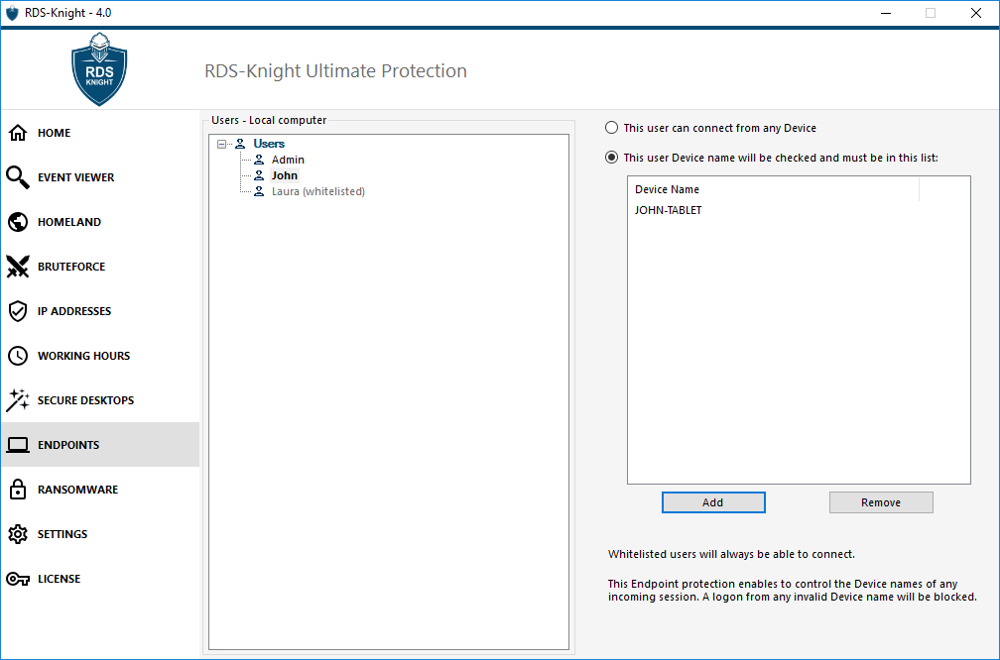 RDS-Knight - 4.0
RDS
KNIGHT
RDS-Knight Ultimate Protection
HOME
EVENT VIEWER
HOMELAND
BRUTEFORCE
IP ADDRESSES
WORKING HOURS
SECURE DESKTOPS
ENDPOINTS
RANSOMWARE
SETTINGS
LICENSE
Users - Local computer
Users
Admin
John
Laura (whitelisted)
This user can connect from any Device
This user Device name will be checked and must be in this list:
Device Name
JOHN-TABLET
Add
Remove
Whitelisted users will always be able to connect.
This Endpoint protection enables to control the Device names of any
incoming session. A logon from any invalid Device name will be blocked.